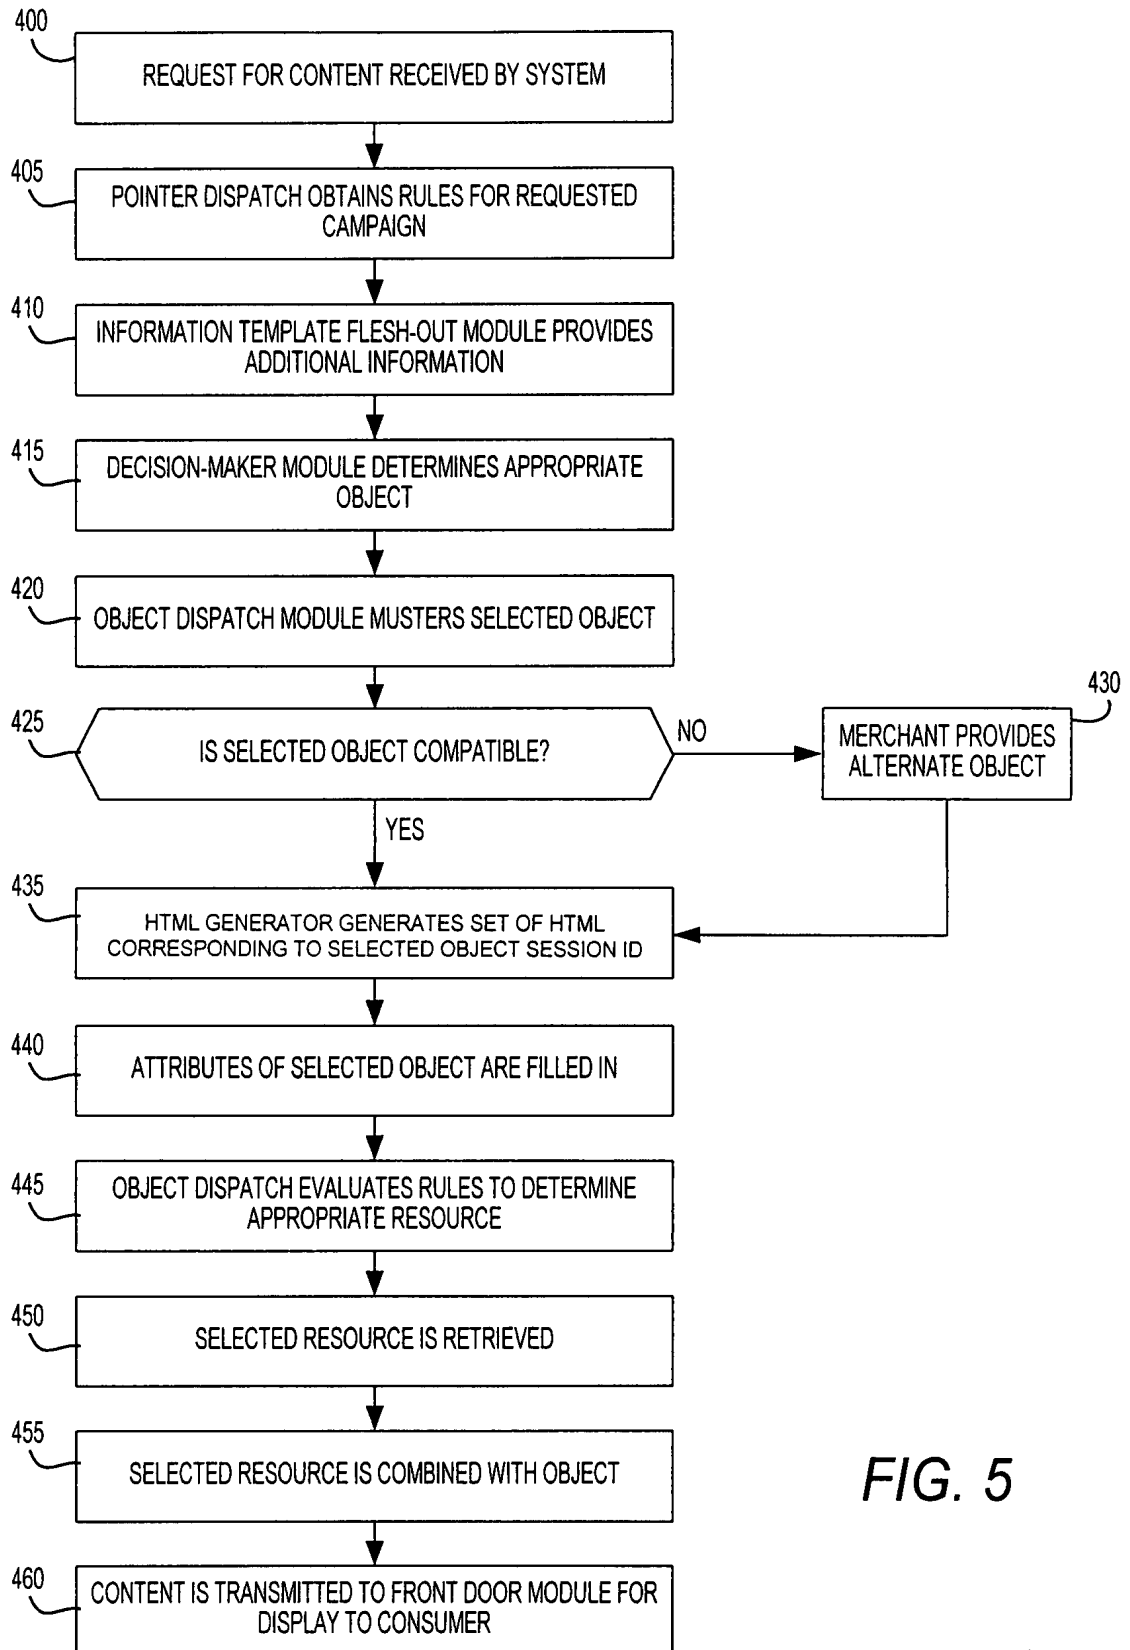 400
REQUEST FOR CONTENT RECEIVED BY SYSTEM
405
POINTER DISPATCH OBTAINS RULES FOR REQUESTED
CAMPAIGN
410
INFORMATION TEMPLATE FLESH-OUT MODULE PROVIDES
ADDITIONAL INFORMATION
415
DECISION-MAKER MODULE DETERMINES APPROPRIATE
OBJECT
420
OBJECT DISPATCH MODULE MUSTERS SELECTED OBJECT
425
IS SELECTED OBJECT COMPATIBLE?
NO
430
MERCHANT PROVIDES
ALTERNATE OBJECT
YES
435
HTML GENERATOR GENERATES SET OF HTML
CORRESPONDING TO SELECTED OBJECT SESSION ID
440
ATTRIBUTES OF SELECTED OBJECT ARE FILLED IN
445
OBJECT DISPATCH EVALUATES RULES TO DETERMINE
APPROPRIATE RESOURCE
450
SELECTED RESOURCE IS RETRIEVED
455
SELECTED RESOURCE IS COMBINED WITH OBJECT
FIG. 5
460
CONTENT IS TRANSMITTED TO FRONT DOOR MODULE FOR
DISPLAY TO CONSUMER